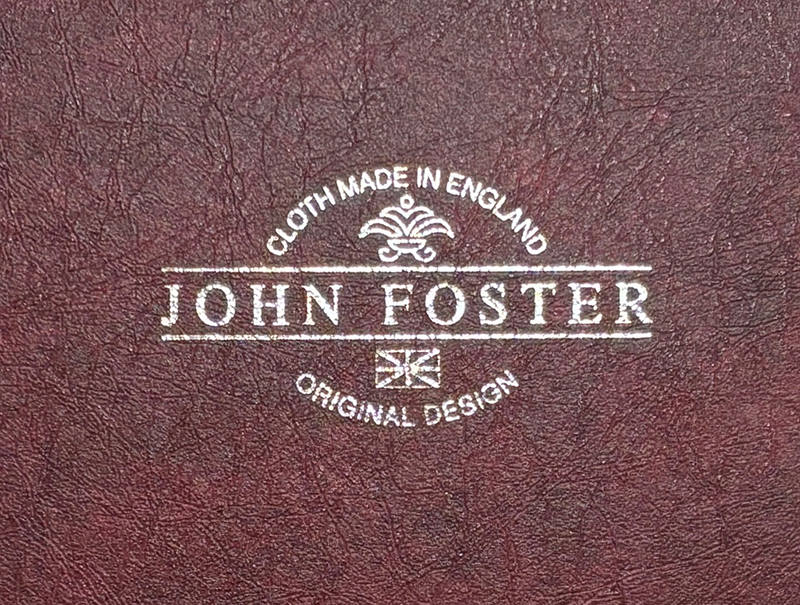 CLOTH MADE IN ENGLAND
JOHN FOSTER
ORIGINAL DESIGN